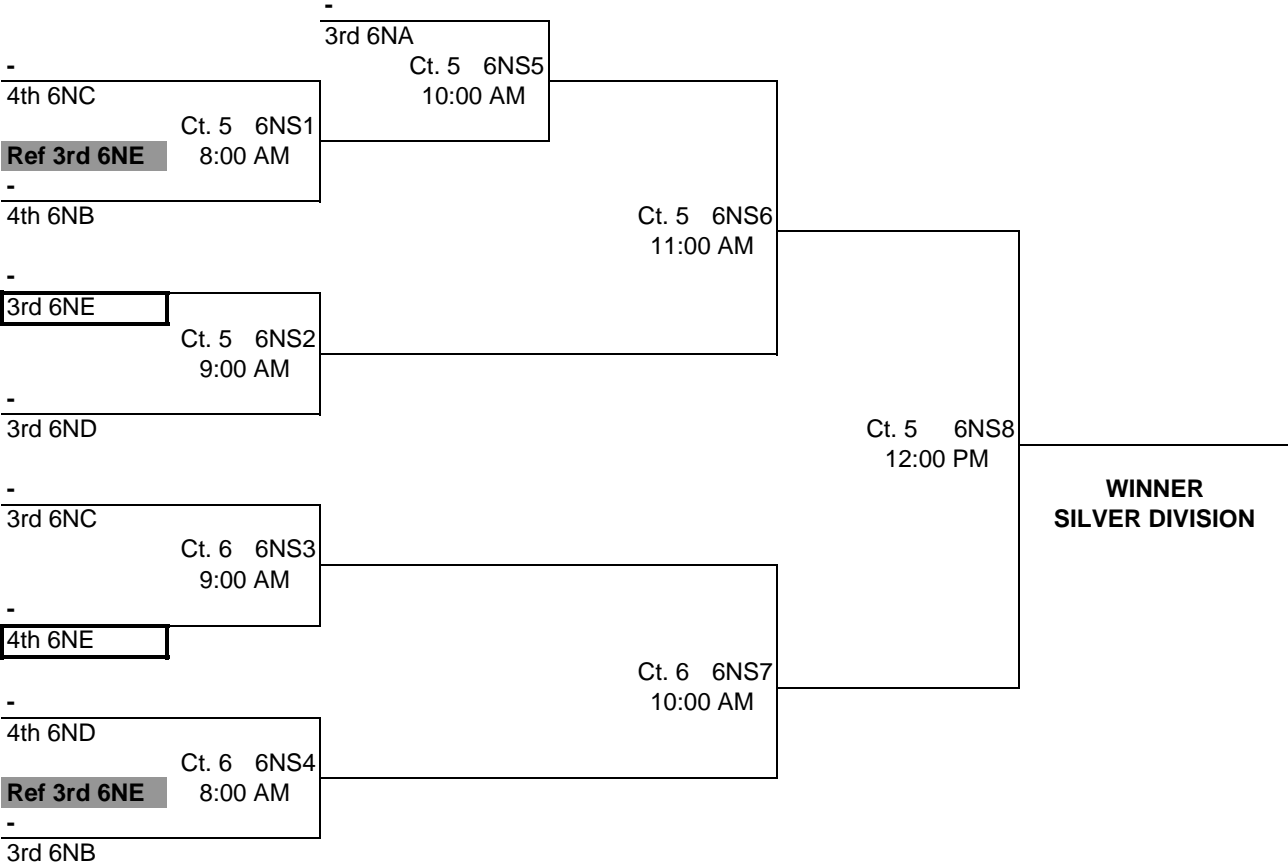 -
3rd 6NA
Ct. 5 6NS5
-
4th 6NC
10:00 AM
Ct. 5 6NS1
Ref 3rd 6NE 8:00 AM
-
4th 6NB
Ct. 5 6NS6
11:00 AM
-
3rd 6NE
Ct. 5 6NS2
9:00 AM
-
3rd 6ND
Ct. 5 6NS8
12:00 PM
-
WINNER
3rd 6NC
SILVER DIVISION
Ct. 6 6NS3
9:00 AM
-
4th 6NE
Ct. 6 6NS7
10:00 AM
-
4th 6ND
Ct. 6 6NS4
Ref 3rd 6NE 8:00 AM
-
3rd 6NB